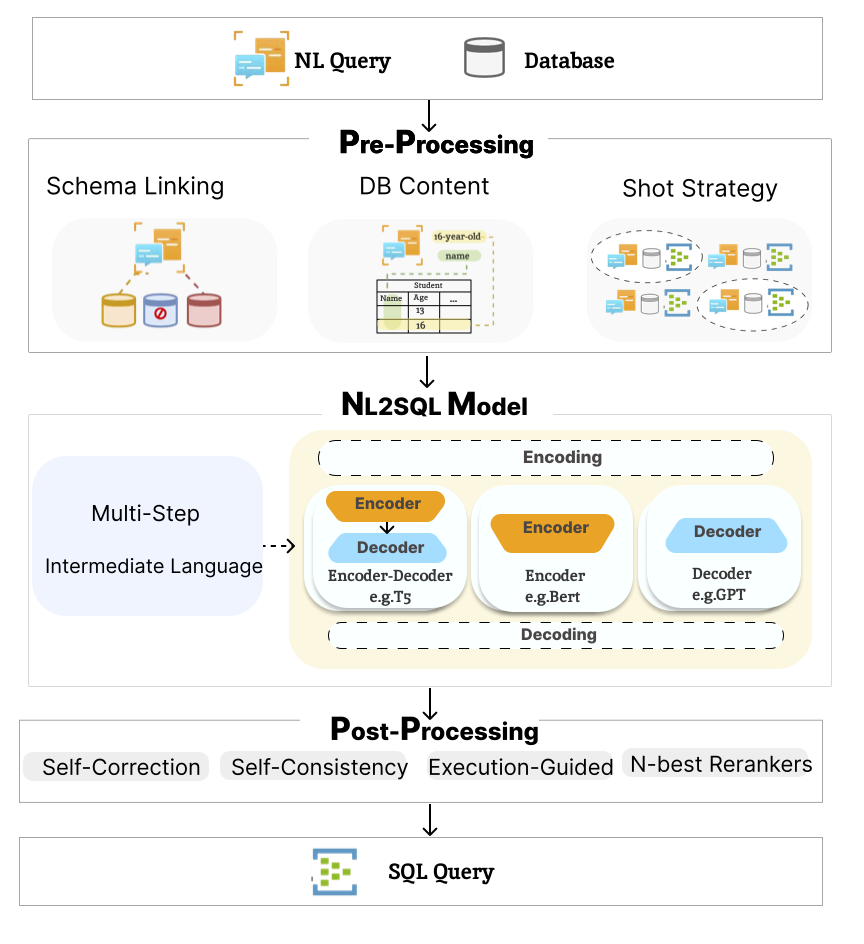 NL Query
Database
Pre-Processing
Schema Linking
DB Content
Shot Strategy
16-year-old
name
Student
Name
Age
...
13
16
NL2SQL Model
Encoding
Multi-Step
Intermediate Language
Encoder
Decoder
Encoder-Decoder
e.g.T5
Encoder
Encoder
e.g.Bert
Decoder
Decoder
e.g.GPT
Decoding
Post-Processing
Self-Correction
Self-Consistency
Execution-Guided
N-best Rerankers
SQL Query